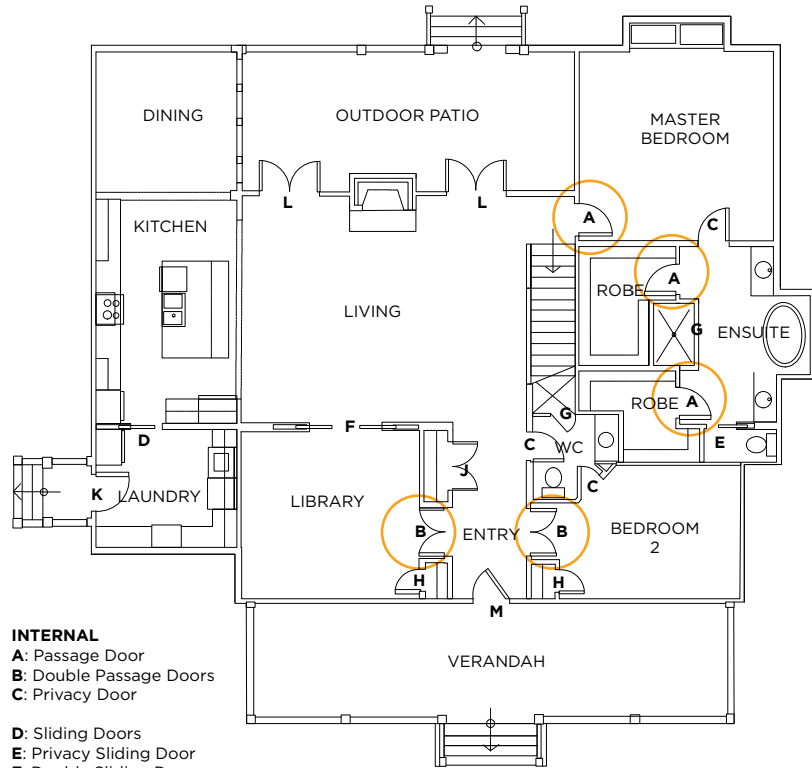 DINING
OUTDOOR PATIO
MASTER
BEDROOM
L
L
A
C
KITCHEN
A
ROBE
LIVING
G
ENSUITE
A
ROBE
G
F
D
C
WC
E
J
C
K
LAUNDRY
LIBRARY
B
ENTRY
B
BEDROOM
2
H
H
M
VERANDAH
INTERNAL
A: Passage Door
B: Double Passage Doors
C: Privacy Door
D: Sliding Doors
E: Privacy Sliding Door